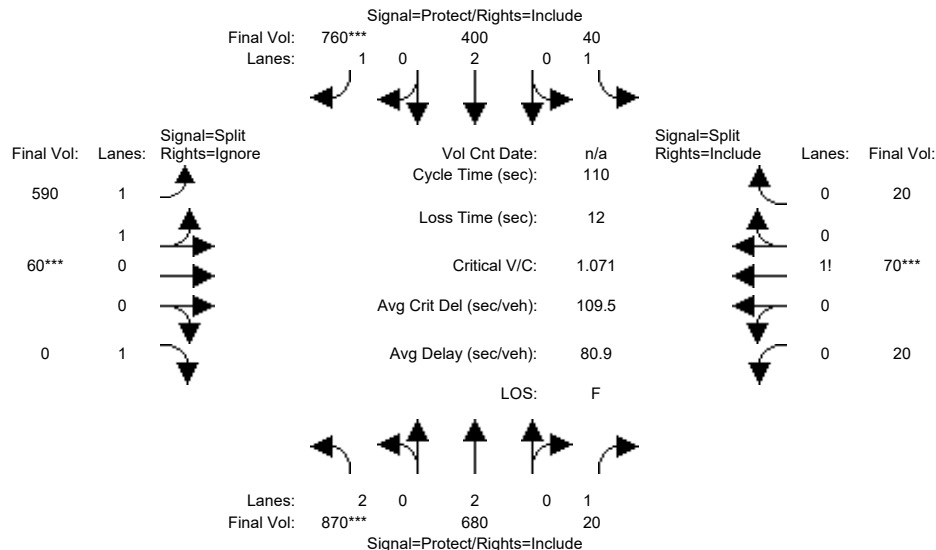 Signal=Protect/Rights=Include
Final Vol: 760*** 400 40
Lanes: 1 0 2 0 1
Signal=Split
Final Vol: Lanes: Rights=Ignore
Vol Cnt Date: n/a
Signal=Split
Rights=Include Lanes: Final Vol:
Cycle Time (sec): 110
590 1
0 20
Loss Time (sec): 12
1
0
60*** 0
Critical V/C: 1.071
1! 70***
0
Avg Crit Del (sec/veh): 109.5
0
0 1
Avg Delay (sec/veh): 80.9
0 20
LOS: F
Lanes: 2 0 2 0 1
Final Vol: 870*** 680 20
Signal=Protect/Rights=Include